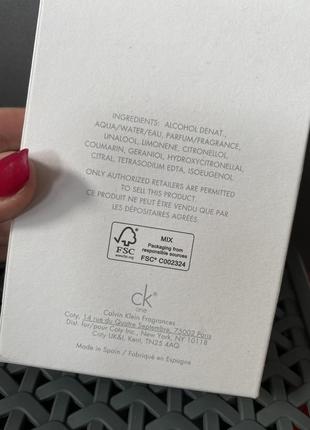 INGREDIENTS: ALCOHOL DENAT.,
AQUA/WATER/EAU, PARFUM/FRAGRANCE,
LINALOOL, LIMONENE, CITRONELLOL,
COUMARIN, GERANIOL, HYDROXYCITRONELLAL,
CITRAL, TETRASODIUM EDTA, ISOEUGENOL
ONLY AUTHORIZED RETAILERS ARE PERMITTED
TO SELL THIS PRODUCT.
CE PRODUIT NE PEUT ÊTRE VENDU QUE PAR
LES DÉPOSITAIRES AGRÉÉS.
FSC
www.fsc.org
MIX
Packaging from
responsible sources
FSC® C002324
ck
one
Calvin Klein Fragrances
Coty, 14 rue du Quatre Septembre, 75002 Paris
Dist. for/pour Coty Inc., New York, NY 10118
Coty UK&I, Kent, TN25 4AQ
Made in Spain / Fabriqué en Espagne